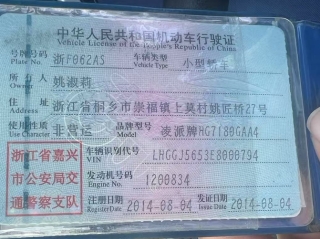 中华人民共和国机动车行驶证
Vehicle License of the People's Republic of China
号牌号码 浙F062AS 车辆类型 小型轿车
Plate No. Vehicle Type
所有人 姚淑莉
Owner
住址 浙江省桐乡市崇福镇上莫村姚匠桥27号
Address
使用性质 非营运 品牌型号 凌派牌HG7180GAA4
Use Character Model
浙江省嘉兴
市公安局交
通警察支队
车辆识别代号 LHGGJ5653E8000794
VIN
发动机号码 1200834
Engine No.
注册日期 2014-08-04 发证日期 2014-08-04
Register Date Issue Date